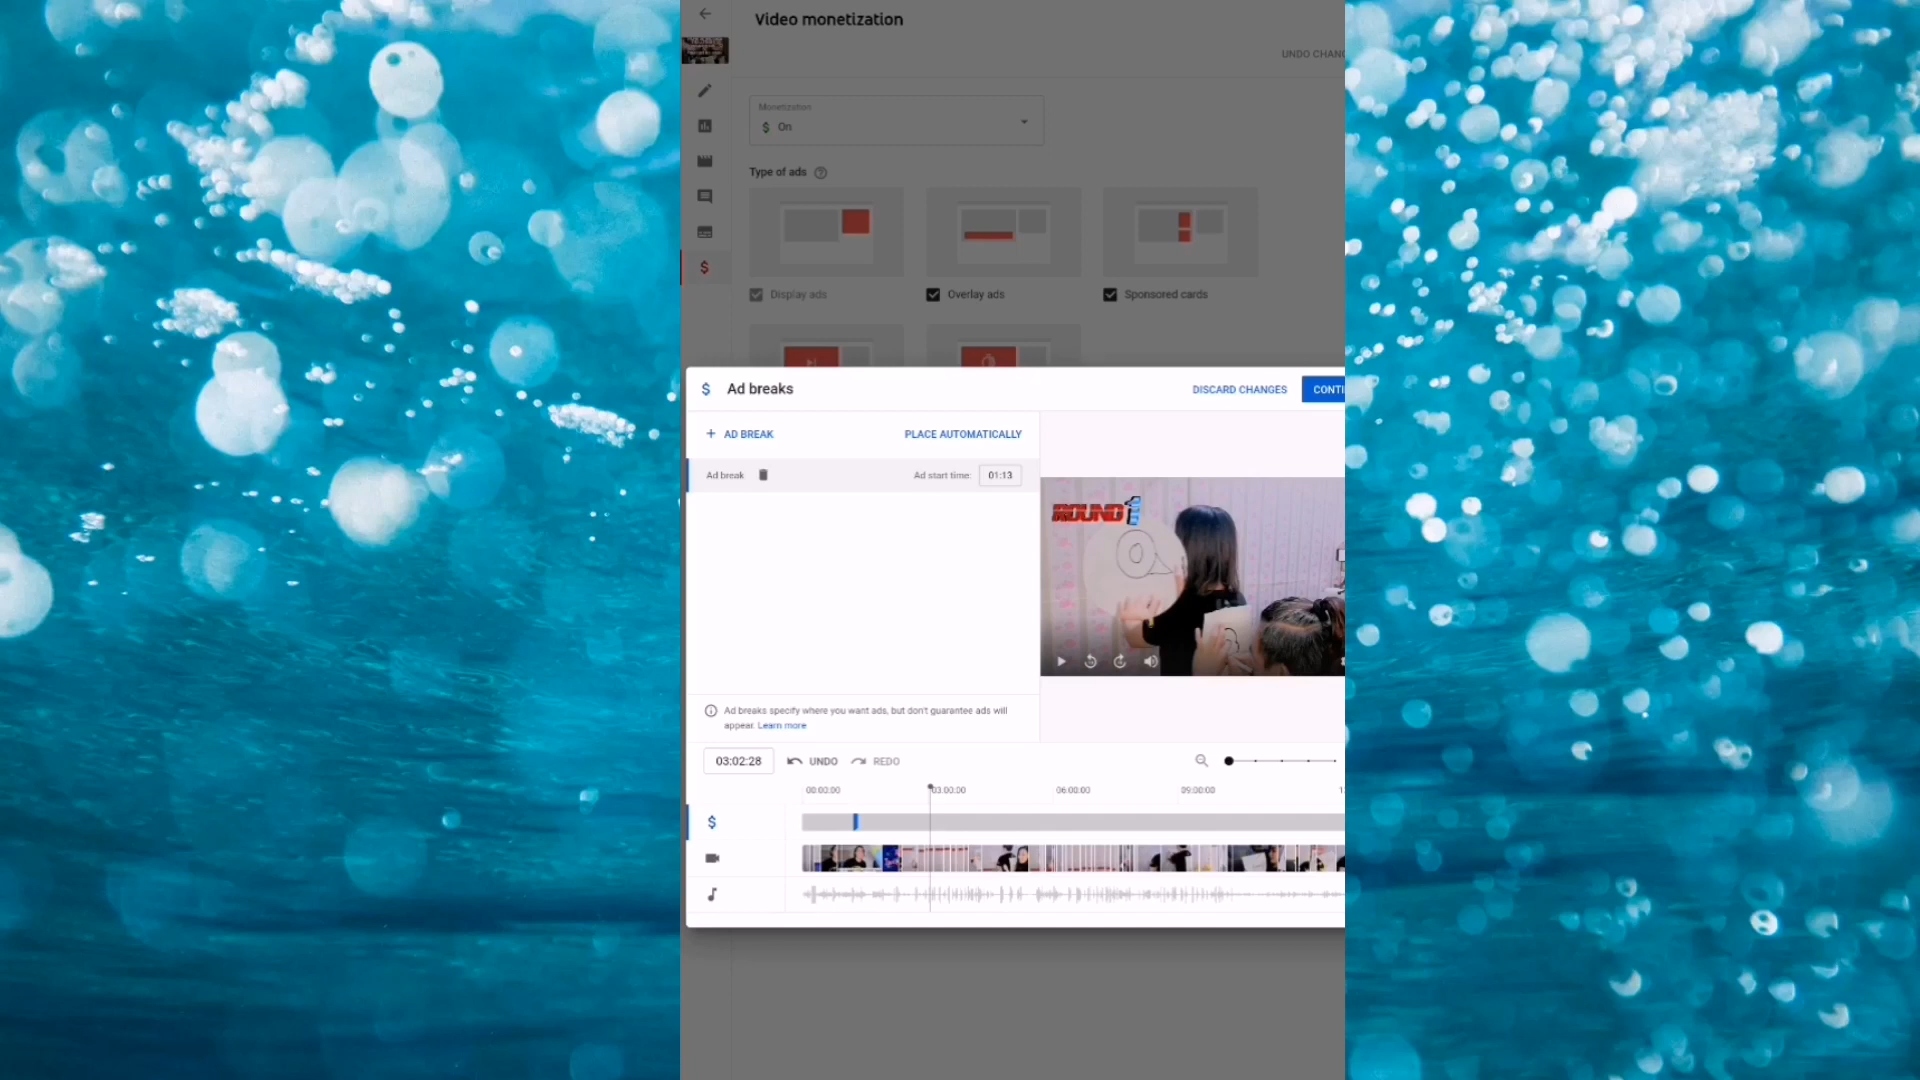 Video monetization
UNDO CHANG
Monetization
$ On
Type of ads
Display ads
Overlay ads
Sponsored cards
$ Ad breaks
DISCARD CHANGES
CONTI
+ AD BREAK
PLACE AUTOMATICALLY
Ad break
Ad start time: 01:13
ROUND 1
Ad breaks specify where you want ads, but don't guarantee ads will
appear. Learn more
03:02:28
UNDO
REDO
00:00:00
03:00:00
06:00:00
09:00:00